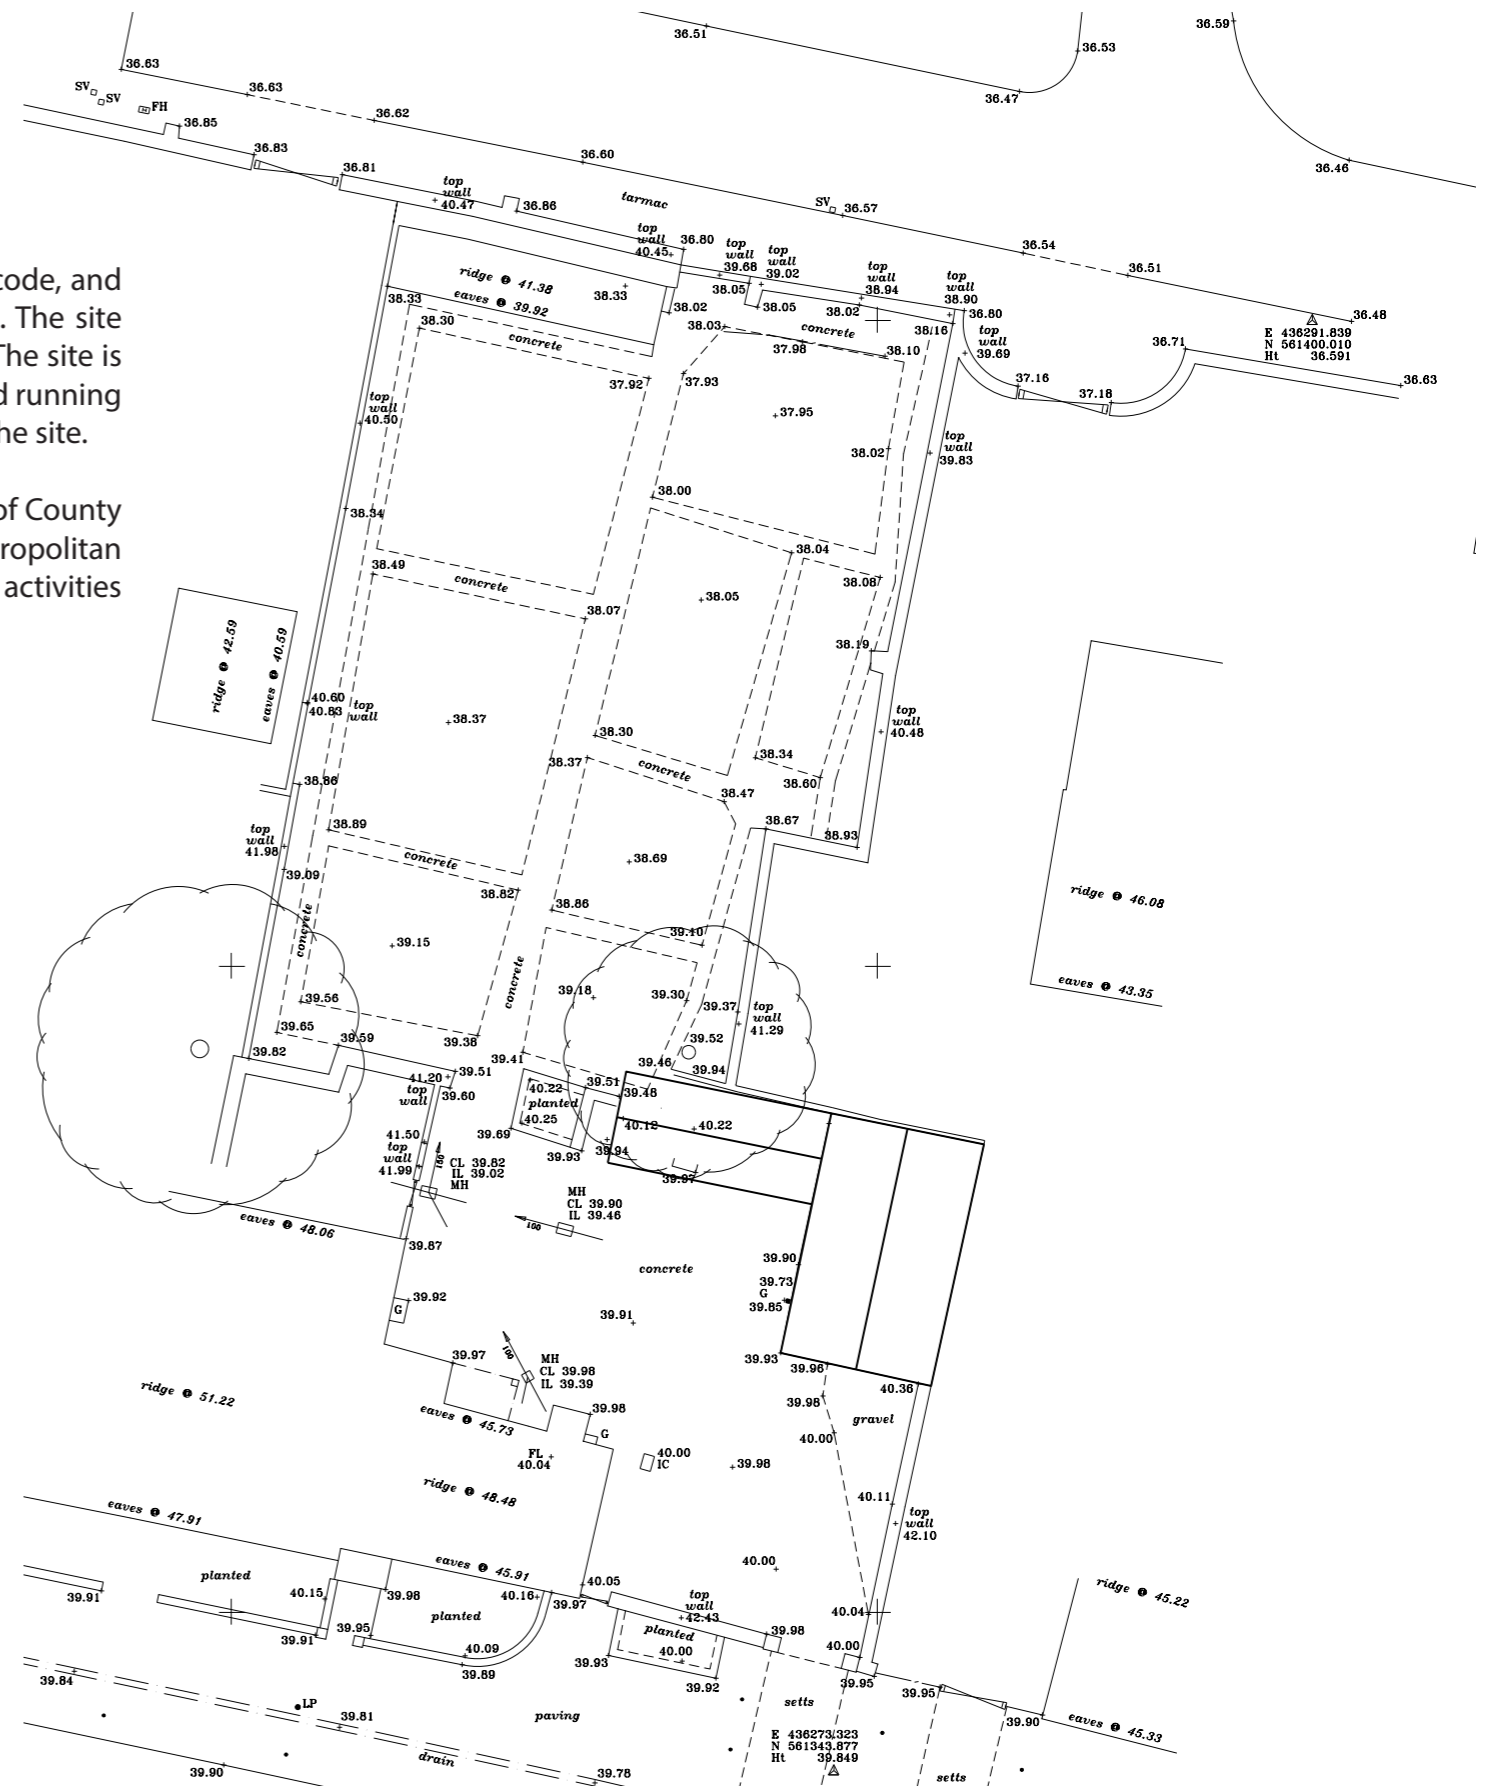 36.51
36.59
36.53
36.63
36.63
36.47
SV
SV
FH
36.62
36.85
36.83
36.60
36.46
36.81
top
wall
40.47
36.86
tarmac
SV
36.57
top
wall
40.45
36.80
top
wall
39.68
top
wall
39.02
36.54
36.51
ridge @ 41.38
eaves @ 39.92
38.33
38.33
38.02
38.05
38.05
top
wall
38.94
38.02
top
wall
38.90
36.80
38.16
top
wall
39.69
36.48
E 436291.839
N 561400.010
Ht 36.591
code, and
. The site
The site is
d running
he site.
of County
ropolitan
activities
38.30
concrete
38.03
37.98
concrete
38.10
36.71
36.63
37.92
37.93
37.16
37.18
top
wall
40.50
37.95
38.02
top
wall
39.83
38.34
38.00
38.04
38.08
38.49
concrete
38.07
38.05
38.19
ridge @ 42.59
eaves @ 40.59
40.60
40.83
top
wall
38.37
38.30
38.37
concrete
38.34
38.60
top
wall
40.48
38.47
38.86
top
wall
41.98
38.89
concrete
38.67
38.93
38.69
39.09
38.82
38.86
ridge @ 46.08
concrete
39.15
39.10
concrete
39.18
39.30
39.37
top
wall
41.29
eaves @ 43.35
39.56
39.65
39.59
39.38
39.41
39.52
39.82
39.46
39.94
41.20
39.51
top
wall
39.60
40.22
planted
40.25
39.51
39.48
40.12
40.22
41.50
top
wall
41.99
39.69
39.93
39.94
39.97
150
CL 39.82
IL 39.02
MH
MH
CL 39.90
IL 39.46
100
eaves @ 48.06
39.87
concrete
39.90
39.73
G
39.85
39.92
G
39.91
39.97
100
MH
CL 39.98
IL 39.39
39.93
39.96
40.36
39.98
gravel
40.00
ridge @ 51.22
eaves @ 45.73
39.98
G
FL
40.04
40.00
IC
39.98
ridge @ 48.48
40.11
top
wall
42.10
eaves @ 47.91
eaves @ 45.91
40.00
planted
39.91
40.15
39.98
planted
40.16
39.97
40.05
top
wall
42.43
40.04
ridge @ 45.22
39.95
39.91
40.09
39.89
planted
40.00
39.98
40.00
39.93
39.92
39.95
39.95
39.84
LP
39.81
paving
setts
39.90
eaves @ 45.33
E 436273.323
N 561343.877
Ht 39.849
drain
39.90
39.78
setts